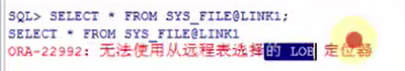 SQL> SELECT * FROM SYS_FILE@LINK1;
SELECT * FROM SYS_FILE@LINK1
ORA-22992: 无法使用从远程表选择的 LOB 定位器